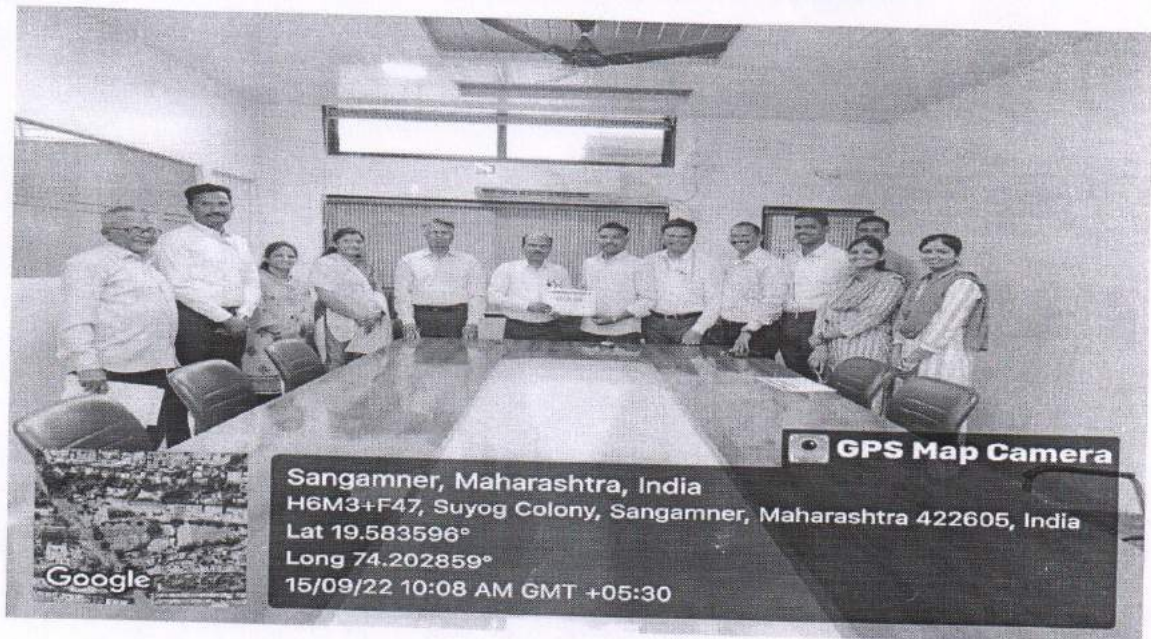 GPS Map Camera
Sangamner, Maharashtra, India
H6M3+F47, Suyog Colony, Sangamner, Maharashtra 422605, India
Lat 19.583596°
Long 74.202859°
15/09/22 10:08 AM GMT +05:30
Google